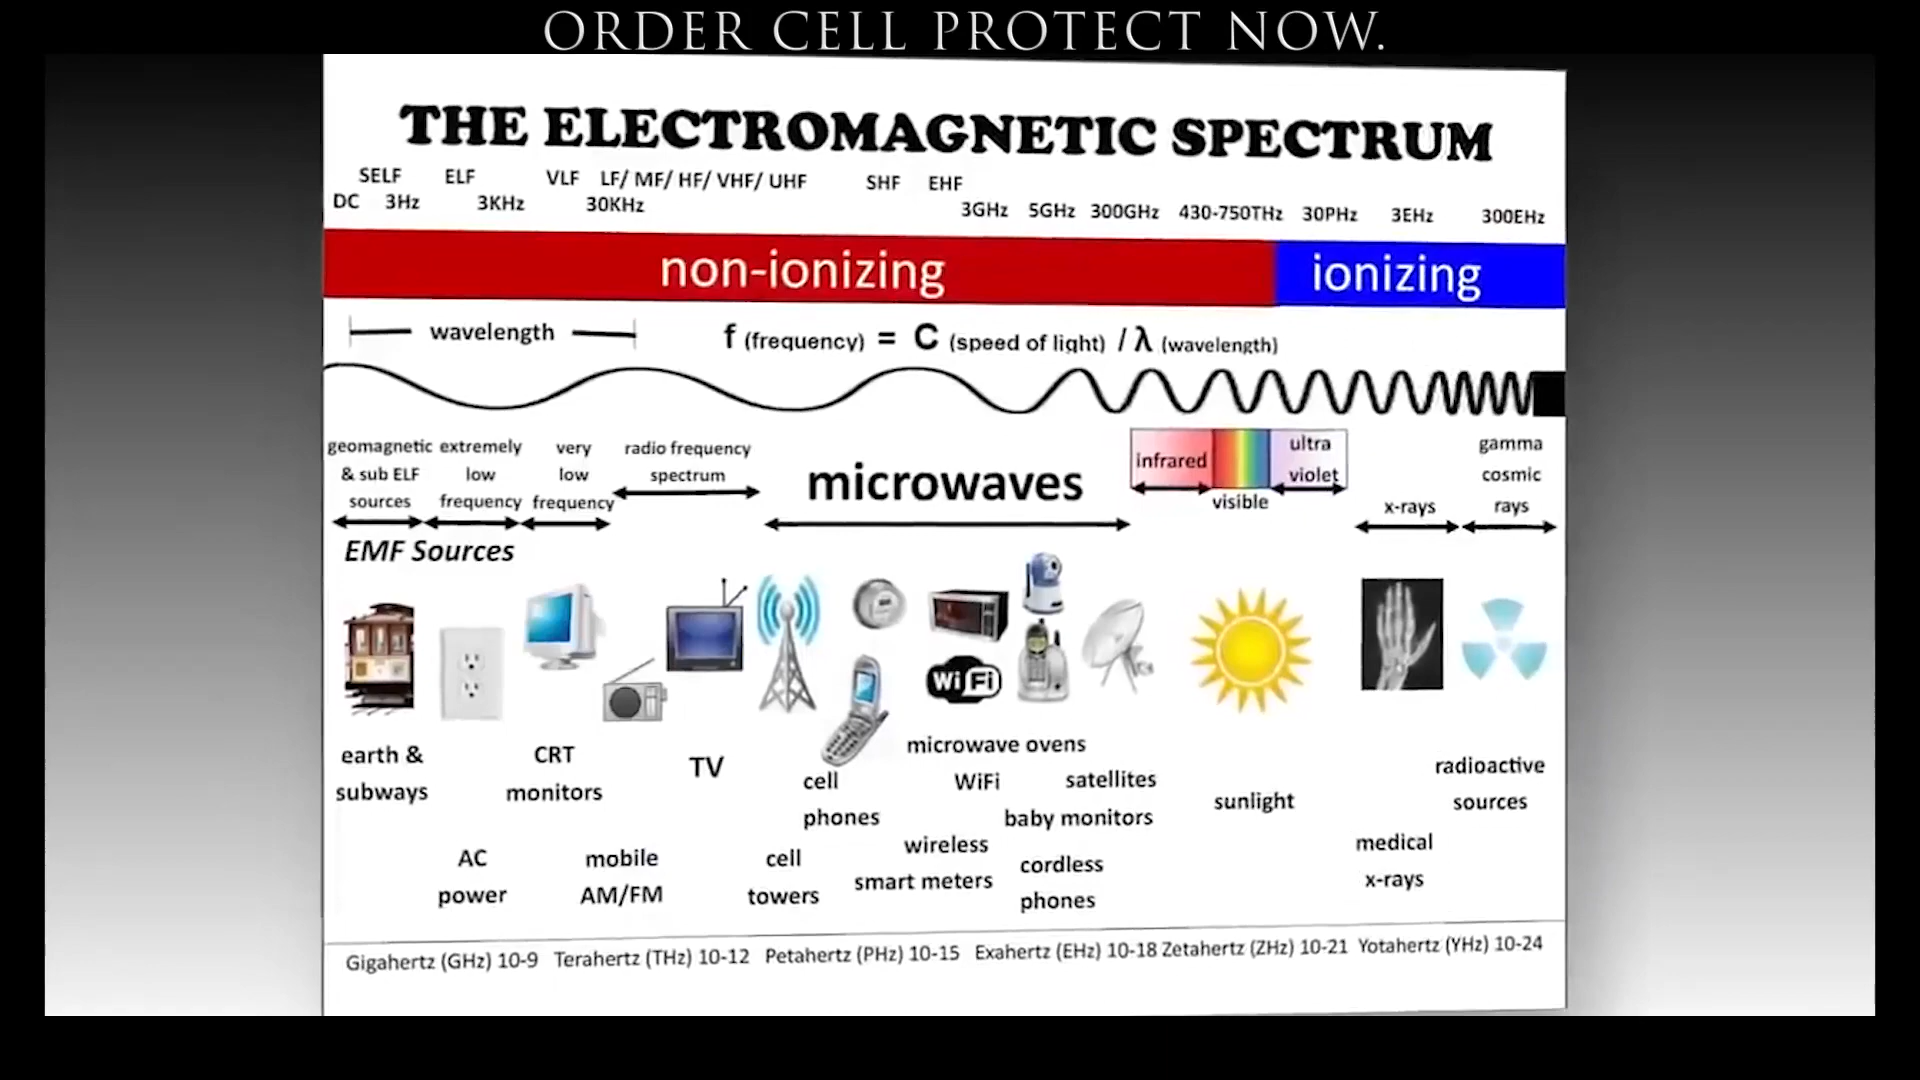 ORDER CELL PROTECT NOW.
THE ELECTROMAGNETIC SPECTRUM
SELF ELF VLF LF/ MF/ HF/ VHF/ UHF SHF EHF
DC 3Hz 3KHz 30KHz 3GHz 5GHz 300GHz 430-750THz 30PHz 3EHz 300EHz
non-ionizing ionizing
wavelength f (frequency) = C (speed of light) / λ (wavelength)
geomagnetic
& sub ELF
sources
extremely
low
frequency
very
low
frequency
radio frequency
spectrum
microwaves
infrared
visible
ultra
violet
x-rays
gamma
cosmic
rays
EMF Sources
WiFi
earth &
subways
AC
power
CRT
monitors
mobile
AM/FM
TV
cell
towers
cell
phones
microwave ovens
WiFi
wireless
smart meters
satellites
baby monitors
cordless
phones
sunlight
medical
x-rays
radioactive
sources
Gigahertz (GHz) 10-9 Terahertz (THz) 10-12 Petahertz (PHz) 10-15 Exahertz (EHz) 10-18 Zetahertz (ZHz) 10-21 Yotahertz (YHz) 10-24